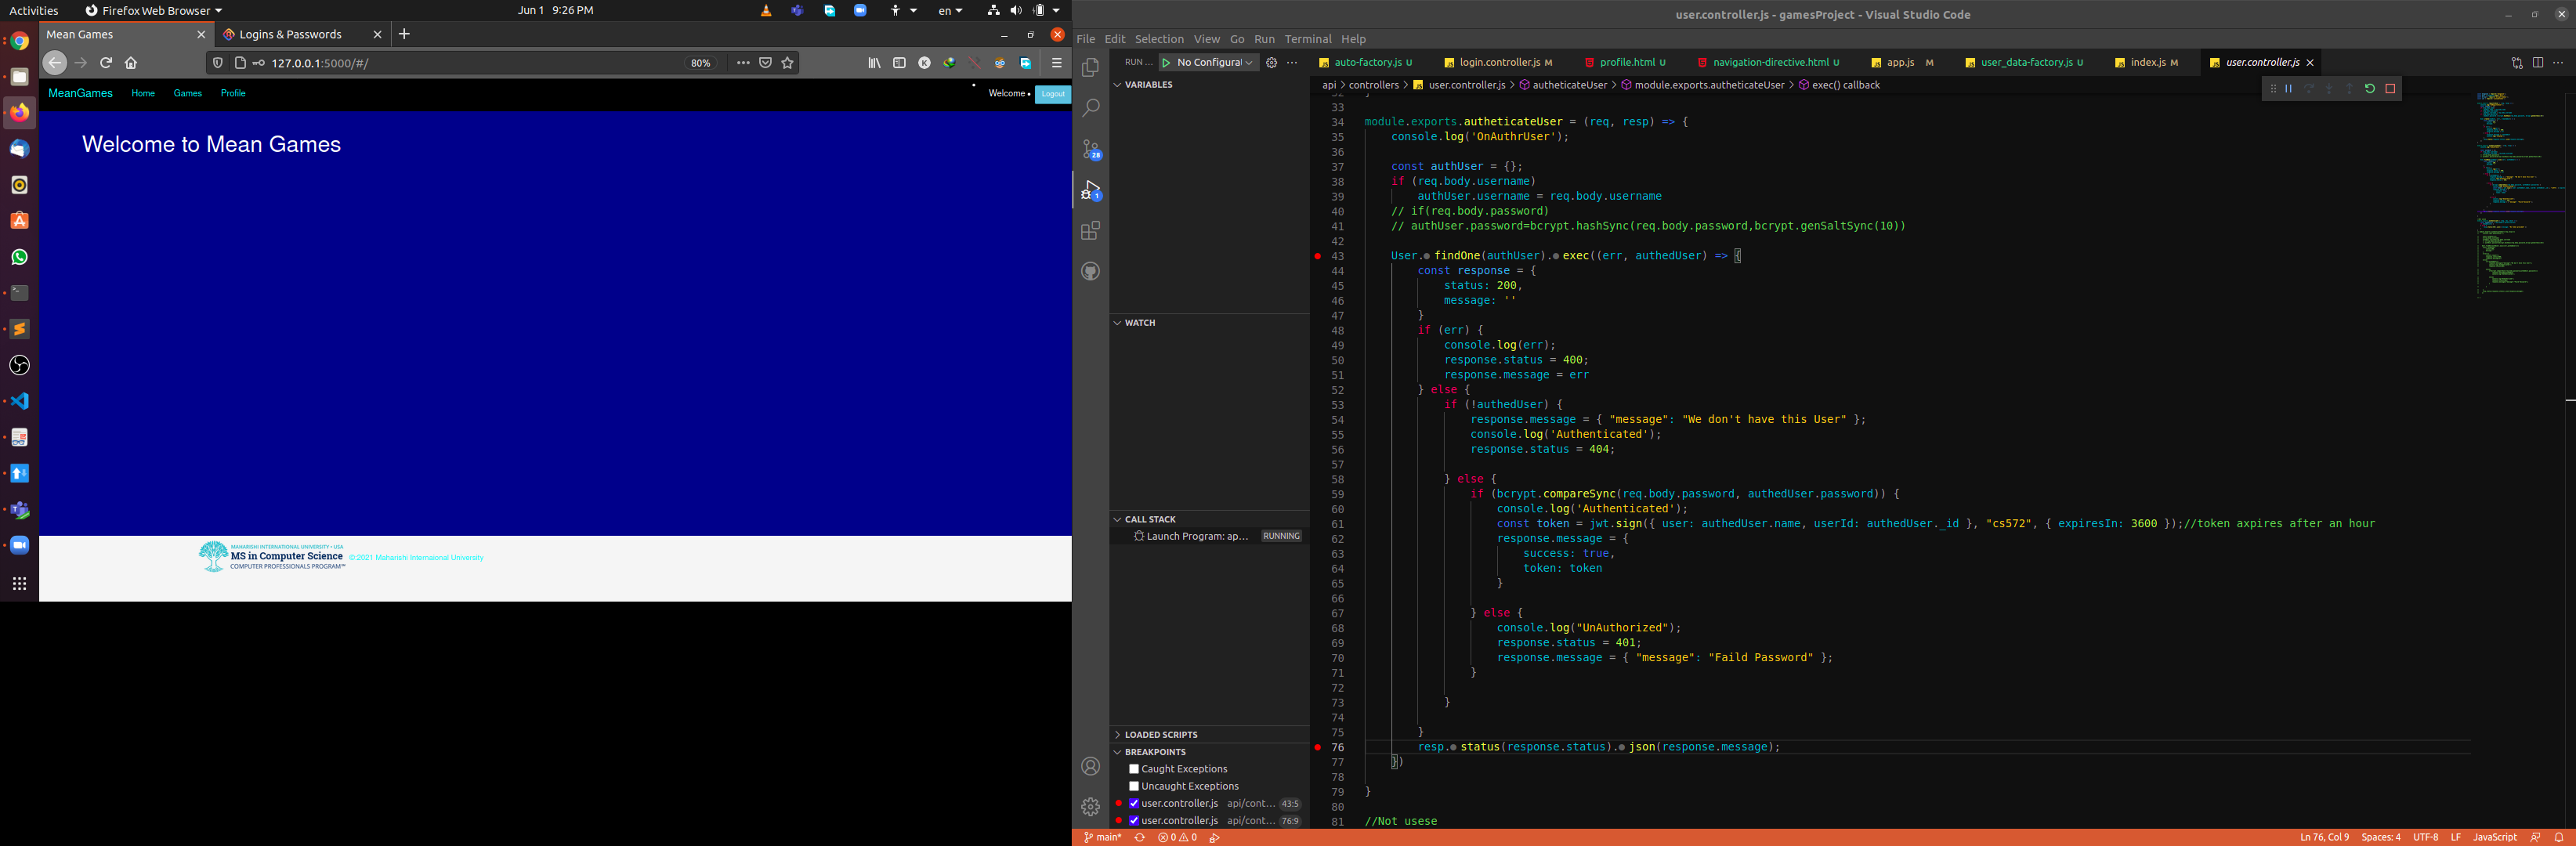 Activities
Firefox Web Browser
Jun 1 9:26 PM
en
Mean Games
Logins & Passwords
127.0.0.1:5000/#/
80%
MeanGames
Home
Games
Profile
Welcome
Logout
Welcome to Mean Games
MAHARISHI INTERNATIONAL UNIVERSITY • USA
MS in Computer Science
COMPUTER PROFESSIONALS PROGRAM℠
© 2021 Maharishi Internaional University
user.controller.js - gamesProject - Visual Studio Code
File Edit Selection View Go Run Terminal Help
RUN ...
No Configurat
auto-factory.js U
login.controller.js M
profile.html U
navigation-directive.html U
app.js M
user_data-factory.js U
index.js M
user.controller.js
api > controllers > user.controller.js > autheticateUser > module.exports.autheticateUser > exec() callback
VARIABLES
WATCH
CALL STACK
Launch Program: ap... RUNNING
LOADED SCRIPTS
BREAKPOINTS
Caught Exceptions
Uncaught Exceptions
user.controller.js api/cont... 43:5
user.controller.js api/cont... 76:9
28
1
32 }
33
34 module.exports.autheticateUser = (req, resp) => {
35 console.log('OnAuthrUser');
36
37 const authUser = {};
38 if (req.body.username)
39 authUser.username = req.body.username
40 // if(req.body.password)
41 // authUser.password=bcrypt.hashSync(req.body.password,bcrypt.genSaltSync(10))
42
43 User.findOne(authUser).exec((err, authedUser) => {
44 const response = {
45 status: 200,
46 message: ''
47 }
48 if (err) {
49 console.log(err);
50 response.status = 400;
51 response.message = err
52 } else {
53 if (!authedUser) {
54 response.message = { "message": "We don't have this User" };
55 console.log('Authenticated');
56 response.status = 404;
57
58 } else {
59 if (bcrypt.compareSync(req.body.password, authedUser.password)) {
60 console.log('Authenticated');
61 const token = jwt.sign({ user: authedUser.name, userId: authedUser._id }, "cs572", { expiresIn: 3600 });//token axpires after an hour
62 response.message = {
63 success: true,
64 token: token
65 }
66
67 } else {
68 console.log("UnAuthorized");
69 response.status = 401;
70 response.message = { "message": "Faild Password" };
71 }
72
73 }
74
75 }
76 resp.status(response.status).json(response.message);
77 })
78
79 }
80
81 //Not usese
main*
0 0
Ln 76, Col 9
Spaces: 4
UTF-8
LF
JavaScript